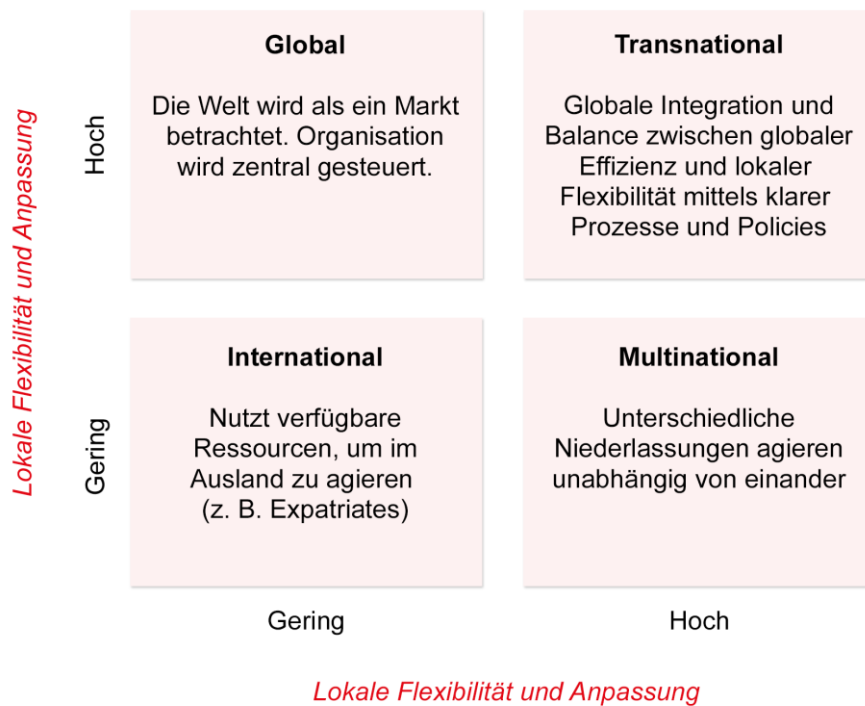 Global
Die Welt wird als ein Markt
betrachtet. Organisation
wird zentral gesteuert.
Transnational
Globale Integration und
Balance zwischen globaler
Effizienz und lokaler
Flexibilität mittels klarer
Prozesse und Policies
Lokale Flexibilität und Anpassung
Hoch
Gering
International
Nutzt verfügbare
Ressourcen, um im
Ausland zu agieren
(z. B. Expatriates)
Multinational
Unterschiedliche
Niederlassungen agieren
unabhängig von einander
Gering
Hoch
Lokale Flexibilität und Anpassung